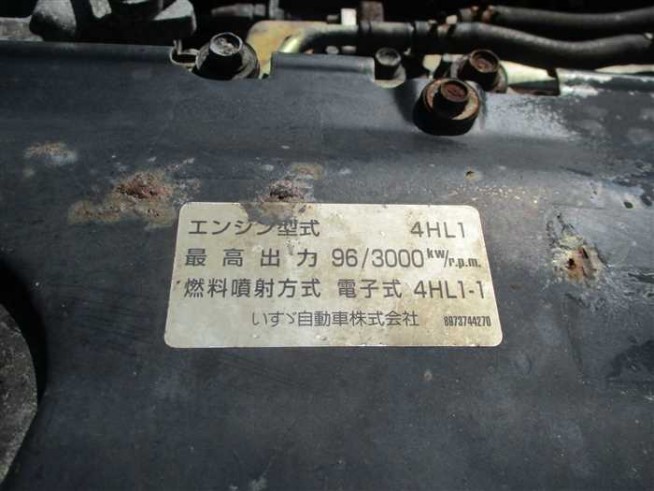 エンジン型式 4HL1
最高出力 96/3000 kw/r.p.m.
燃料噴射方式 電子式 4HL1-1
いすゞ自動車株式会社 8973744270